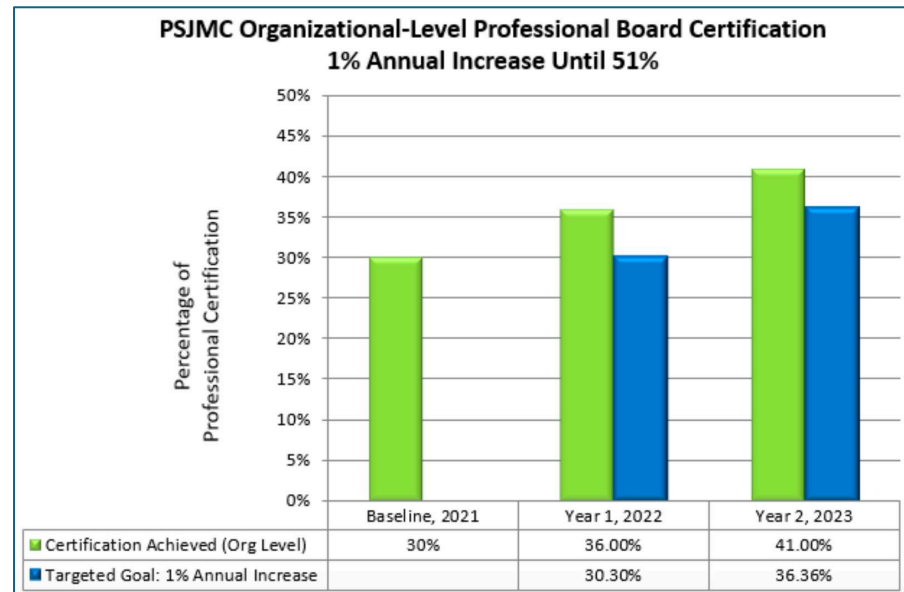 PSJMC Organizational-Level Professional Board Certification
1% Annual Increase Until 51%
50%
45%
40%
35%
30%
25%
20%
15%
10%
5%
0%
Percentage of
Professional Certification
Baseline, 2021 Year 1, 2022 Year 2, 2023
Certification Achieved (Org Level) 30% 36.00% 41.00%
Targeted Goal: 1% Annual Increase 30.30% 36.36%